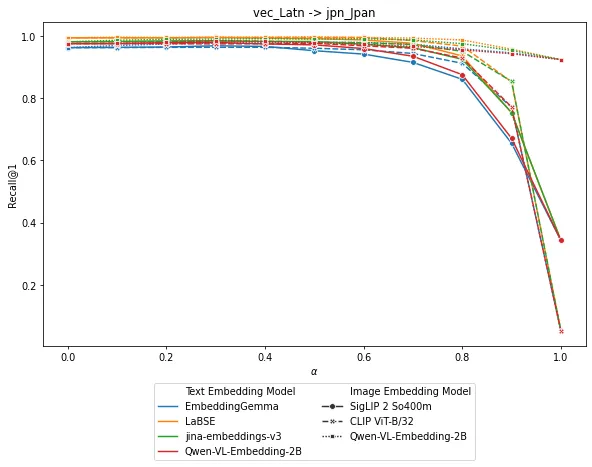 vec_Latn -> jpn_Jpan
Recall@1
1.0
0.8
0.6
0.4
0.2
0.0 0.2 0.4 0.6 0.8 1.0
α
Text Embedding Model Image Embedding Model
EmbeddingGemma SigLIP 2 So400m
LaBSE CLIP ViT-B/32
jina-embeddings-v3 Qwen-VL-Embedding-2B
Qwen-VL-Embedding-2B